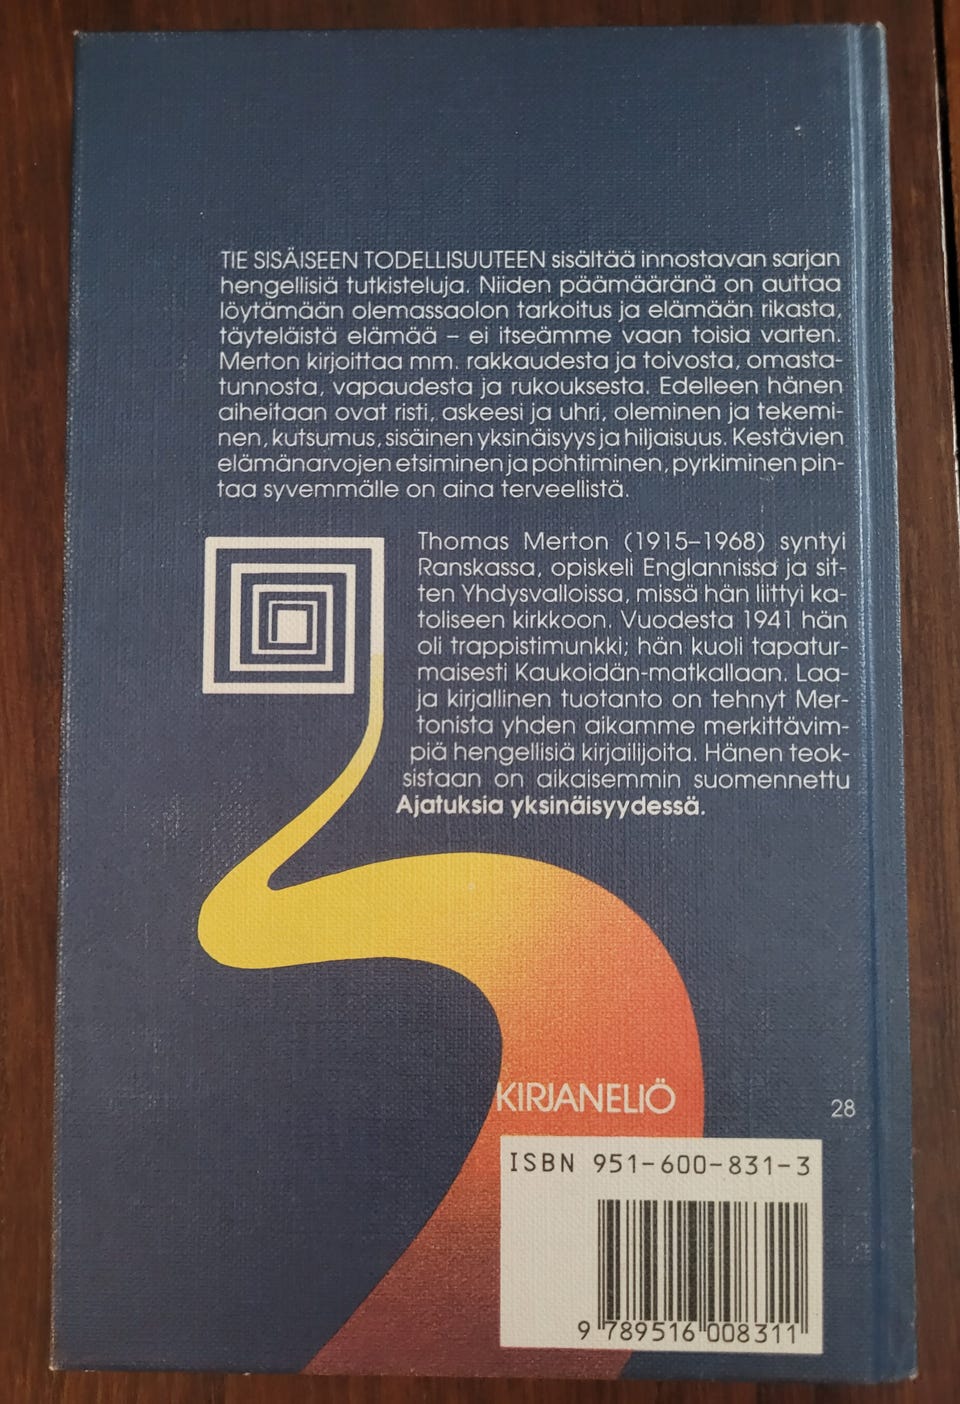 TIE SISÄISEEN TODELLISUUTEEN sisältää innostavan sarjan
hengellisiä tutkisteluja. Niiden päämääränä on auttaa
löytämään olemassaolon tarkoitus ja elämään rikasta,
täyteläistä elämää – ei itseämme vaan toisia varten.
Merton kirjoittaa mm. rakkaudesta ja toivosta, omasta-
tunnosta, vapaudesta ja rukouksesta. Edelleen hänen
aiheitaan ovat risti, askeesi ja uhri, oleminen ja tekemi-
nen, kutsumus, sisäinen yksinäisyys ja hiljaisuus. Kestävien
elämänarvojen etsiminen ja pohtiminen, pyrkiminen pin-
taa syvemmälle on aina terveellistä.
Thomas Merton (1915–1968) syntyi
Ranskassa, opiskeli Englannissa ja sit-
ten Yhdysvalloissa, missä hän liittyi ka-
toliseen kirkkoon. Vuodesta 1941 hän
oli trappistimunkki; hän kuoli tapatur-
maisesti Kaukoidän-matkallaan. Laa-
ja kirjallinen tuotanto on tehnyt Mer-
tonista yhden aikamme merkittävim-
piä hengellisiä kirjailijoita. Hänen teok-
sistaan on aikaisemmin suomennettu
Ajatuksia yksinäisyydessä.
KIRJANELIÖ
28
ISBN 951-600-831-3
9 789516 008311